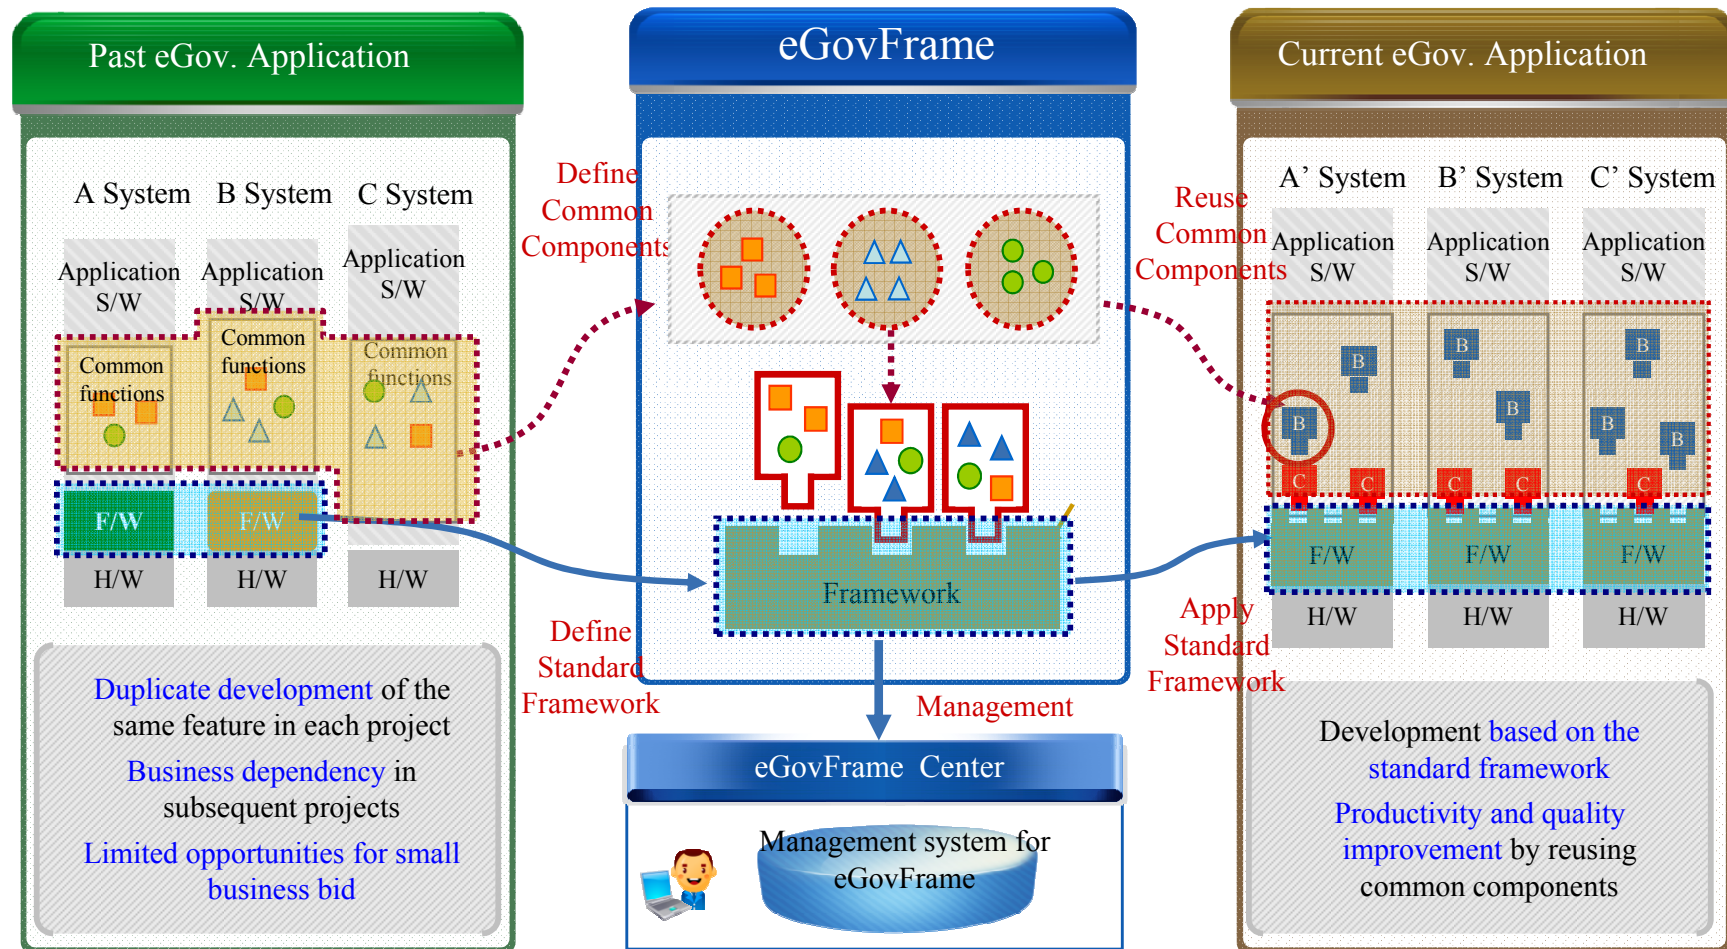 Past eGov. Application
A System
B System
C System
Application
S/W
Application
S/W
Application
S/W
Common
functions
Common
functions
Common
functions
F/W
F/W
H/W
H/W
H/W
Duplicate development of the
same feature in each project
Business dependency in
subsequent projects
Limited opportunities for small
business bid
Define
Common
Components
Define
Standard
Framework
eGovFrame
Framework
Management
eGovFrame Center
Management system for
eGovFrame
Reuse
Common
Components
Apply
Standard
Framework
Current eGov. Application
A’ System
B’ System
C’ System
Application
S/W
Application
S/W
Application
S/W
B
B
B
B
B
B
B
C
C
C
C
C
F/W
F/W
F/W
H/W
H/W
H/W
Development based on the
standard framework
Productivity and quality
improvement by reusing
common components